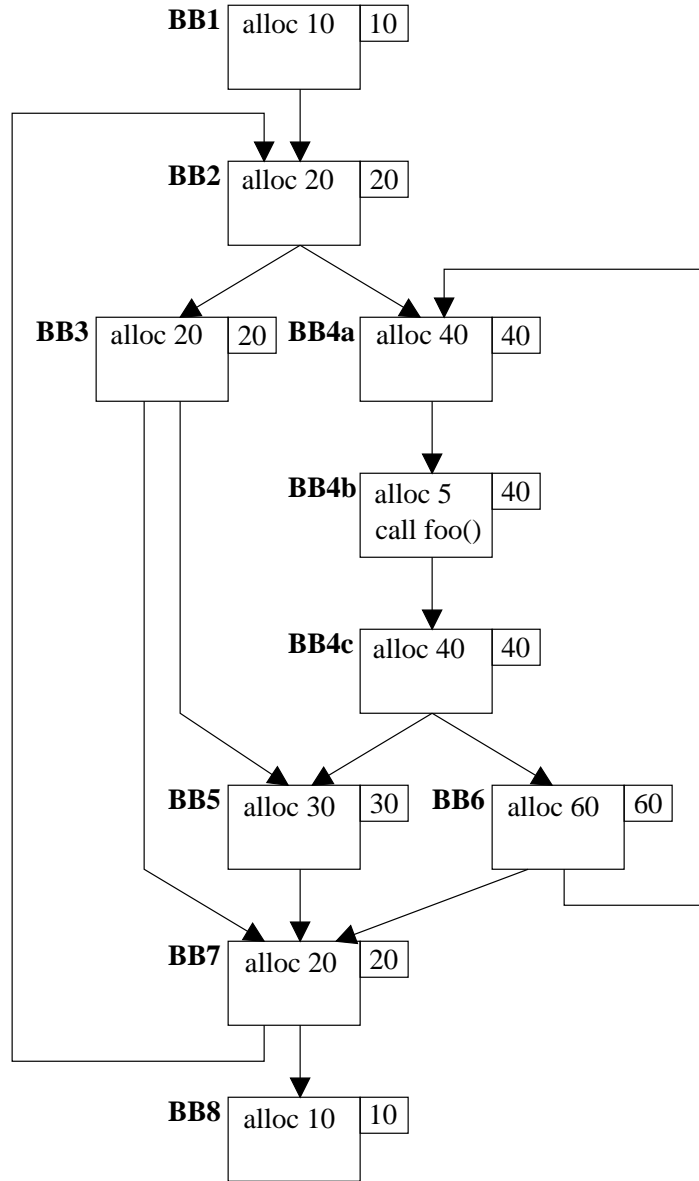 BB1 alloc 10 10
BB2 alloc 20 20
BB3 alloc 20 20
BB4a alloc 40 40
BB4b alloc 5 40
call foo()
BB4c alloc 40 40
BB5 alloc 30 30
BB6 alloc 60 60
BB7 alloc 20 20
BB8 alloc 10 10